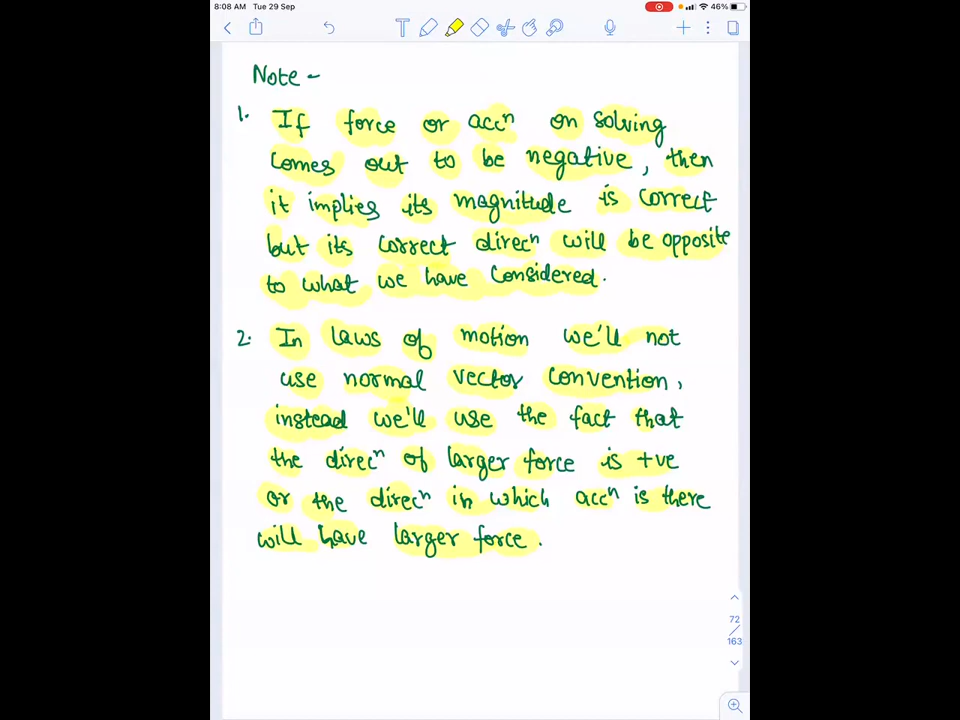 8:08 AM Tue 29 Sep 46%
Note -
1. If force or accⁿ on solving
comes out to be negative, then
it implies its magnitude is correct
but its correct direcⁿ will be opposite
to what we have considered.
2. In laws of motion we'll not
use normal vector convention,
instead we'll use the fact that
the direcⁿ of larger force is +ve
or the direcⁿ in which accⁿ is there
will have larger force.
72
/
163